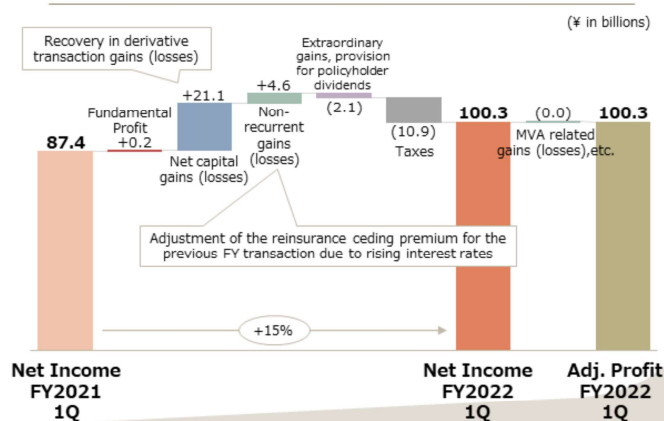 (¥ in billions)
Recovery in derivative
transaction gains (losses)
Extraordinary
gains, provision
for policyholder
dividends
(2.1)
+4.6
Non-
recurrent
gains
(losses)
+21.1
Net capital
gains (losses)
Fundamental
Profit
+0.2
87.4
(10.9)
Taxes
100.3
(0.0)
MVA related
gains (losses),etc.
100.3
Adjustment of the reinsurance ceding premium for the
previous FY transaction due to rising interest rates
+15%
Net Income
FY2021
1Q
Net Income
FY2022
1Q
Adj. Profit
FY2022
1Q